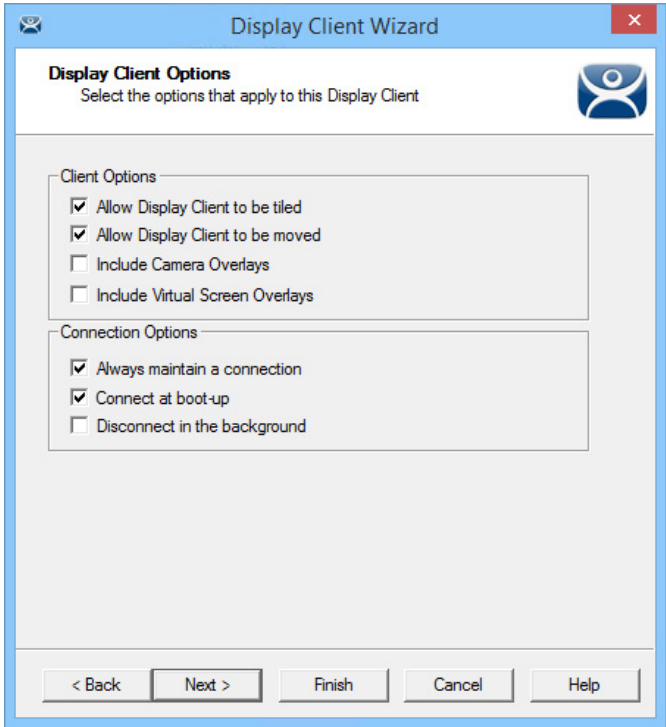 Display Client Wizard
Display Client Options
Select the options that apply to this Display Client
Client Options
Allow Display Client to be tiled
Allow Display Client to be moved
Include Camera Overlays
Include Virtual Screen Overlays
Connection Options
Always maintain a connection
Connect at boot-up
Disconnect in the background
< Back Next > Finish Cancel Help